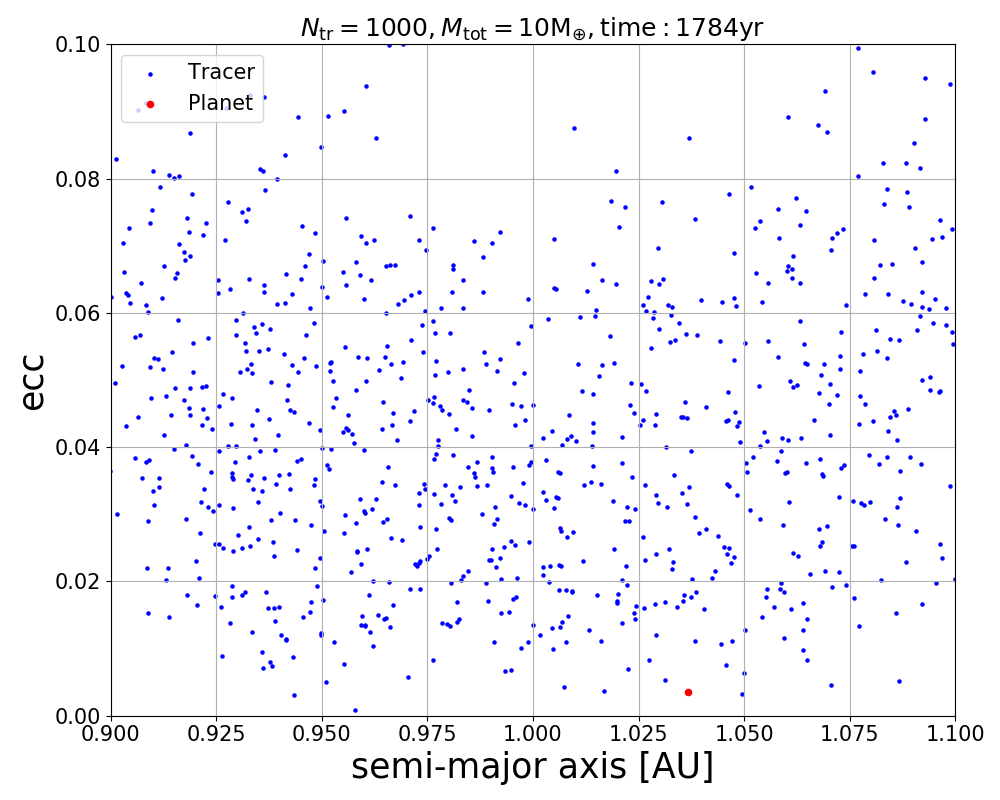 N_tr = 1000, M_tot = 10M_⊕, time : 1784yr
0.10
Tracer
Planet
0.08
0.06
ecc
0.04
0.02
0.00
0.900 0.925 0.950 0.975 1.000 1.025 1.050 1.075 1.100
semi-major axis [AU]